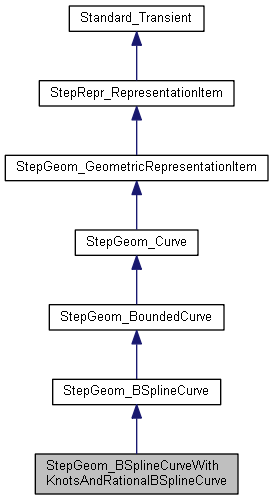 Standard_Transient
StepRepr_RepresentationItem
StepGeom_GeometricRepresentationItem
StepGeom_Curve
StepGeom_BoundedCurve
StepGeom_BSplineCurve
StepGeom_BSplineCurveWith
KnotsAndRationalBSplineCurve